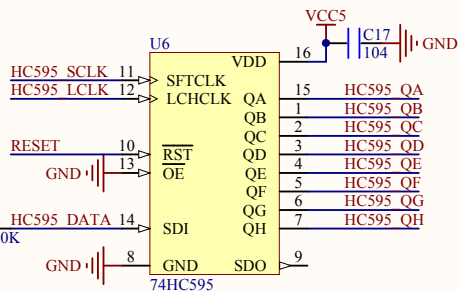 VCC5
C17
104
GND
U6
VDD 16
HC595_SCLK 11 SFTCLK
HC595_LCLK 12 LCHCLK
QA 15 HC595_QA
QB 1 HC595_QB
QC 2 HC595_QC
RESET 10 RST
QD 3 HC595_QD
GND 13 OE
QE 4 HC595_QE
QF 5 HC595_QF
QG 6 HC595_QG
HC595_DATA 14 SDI
QH 7 HC595_QH
0K
GND 8 GND
SDO 9
74HC595